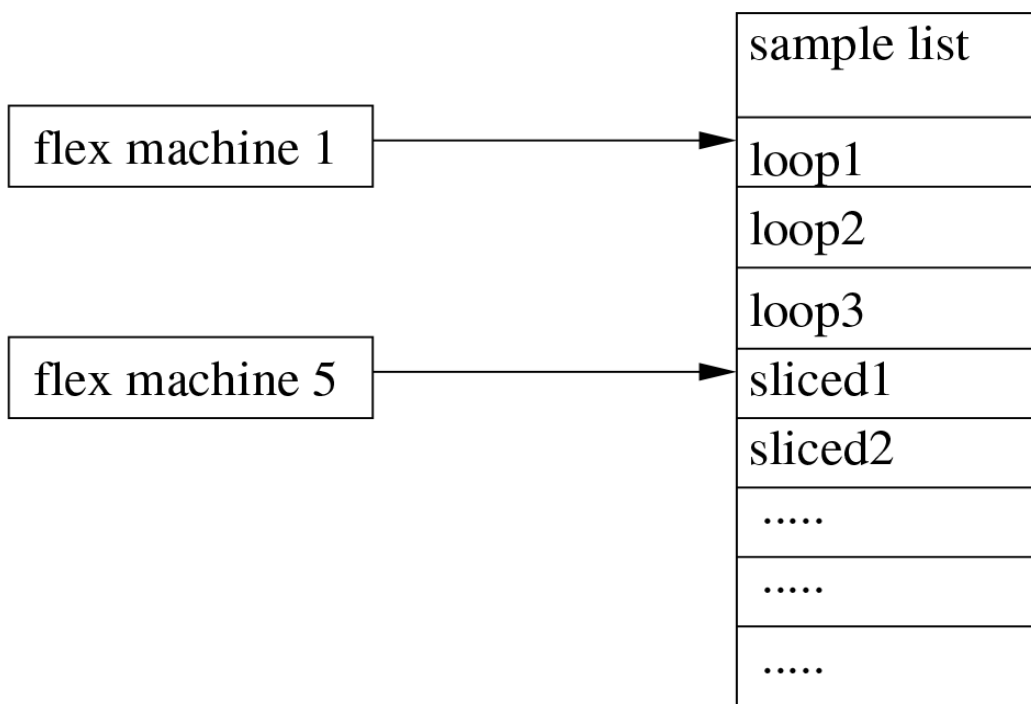 sample list
flex machine 1
loop1
loop2
loop3
flex machine 5
sliced1
sliced2
.....
.....
.....